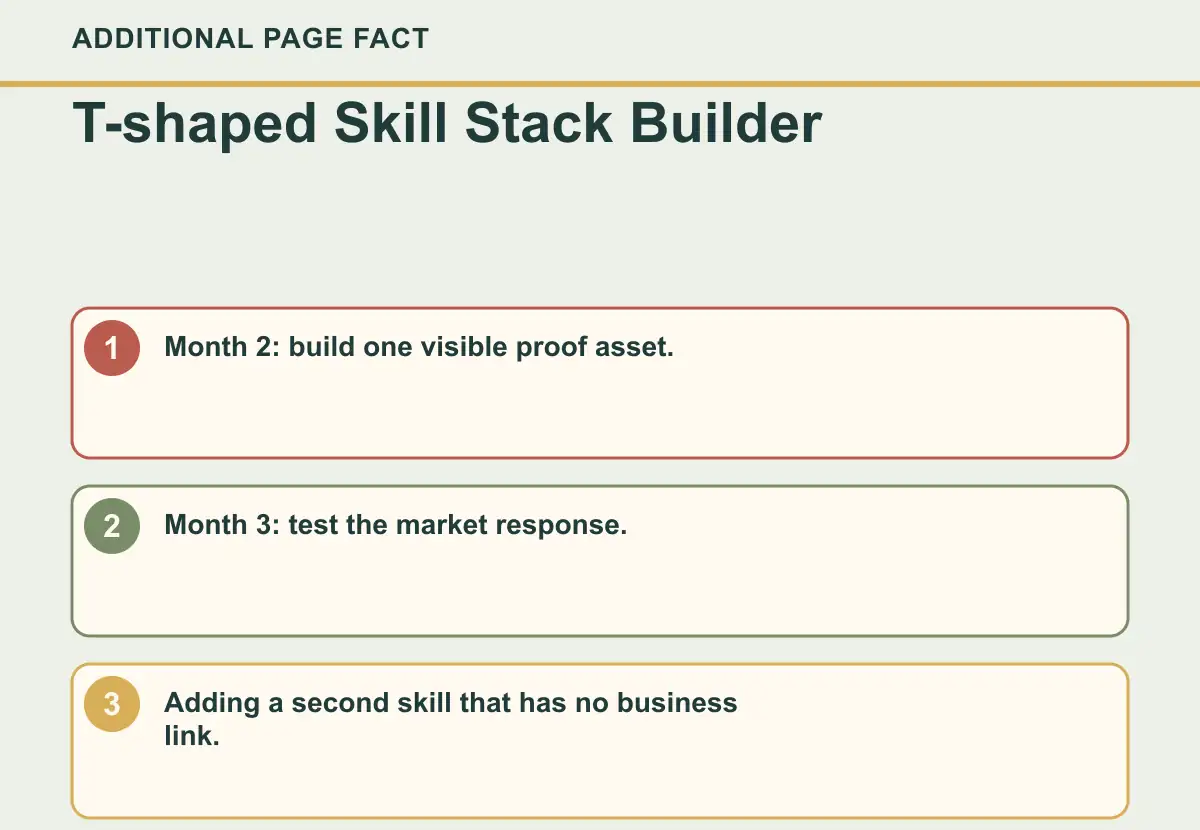 ADDITIONAL PAGE FACT
T-shaped Skill Stack Builder
1
Month 2: build one visible proof asset.
2
Month 3: test the market response.
3
Adding a second skill that has no business
link.